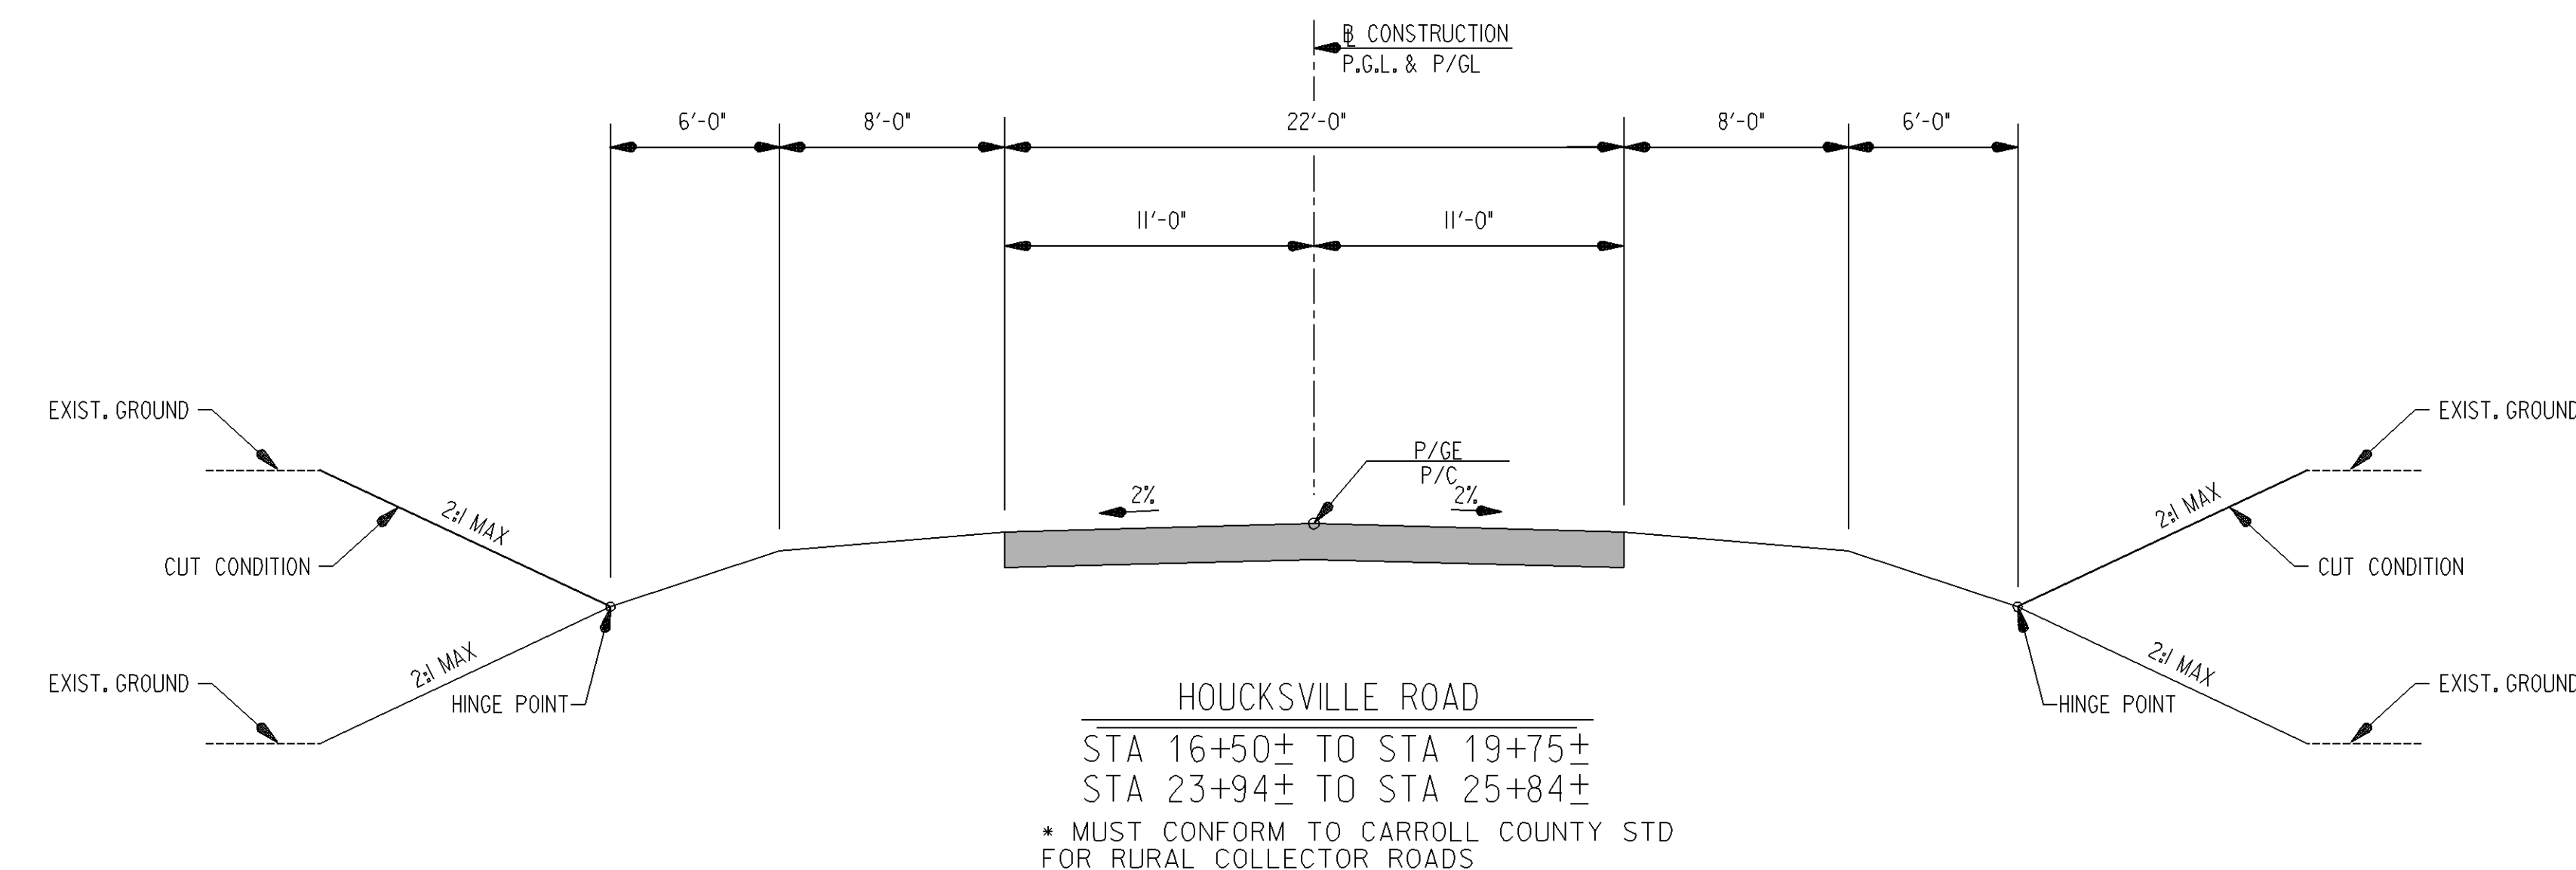 ℄ CONSTRUCTION
P.G.L. & P/GL
6'-0"
8'-0"
22'-0"
8'-0"
6'-0"
11'-0"
11'-0"
EXIST. GROUND
EXIST. GROUND
P/GE
P/C
2%
2%
2:1 MAX
2:1 MAX
CUT CONDITION
CUT CONDITION
2:1 MAX
2:1 MAX
EXIST. GROUND
EXIST. GROUND
HINGE POINT
HINGE POINT
HOUCKSVILLE ROAD
STA 16+50± TO STA 19+75±
STA 23+94± TO STA 25+84±
* MUST CONFORM TO CARROLL COUNTY STD
FOR RURAL COLLECTOR ROADS